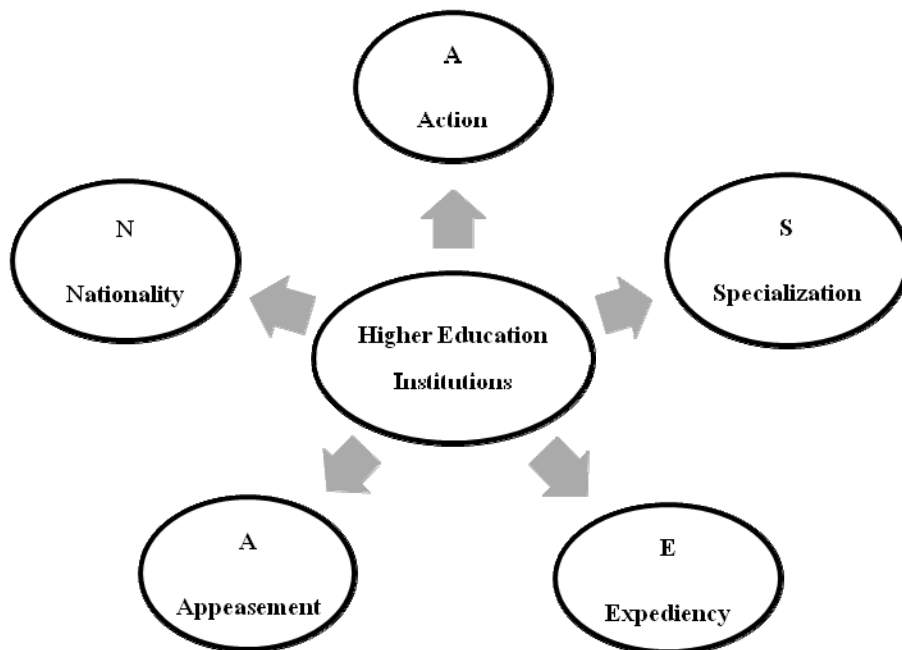 A
Action
N
Nationality
S
Specialization
Higher Education
Institutions
A
Appeasement
E
Expediency